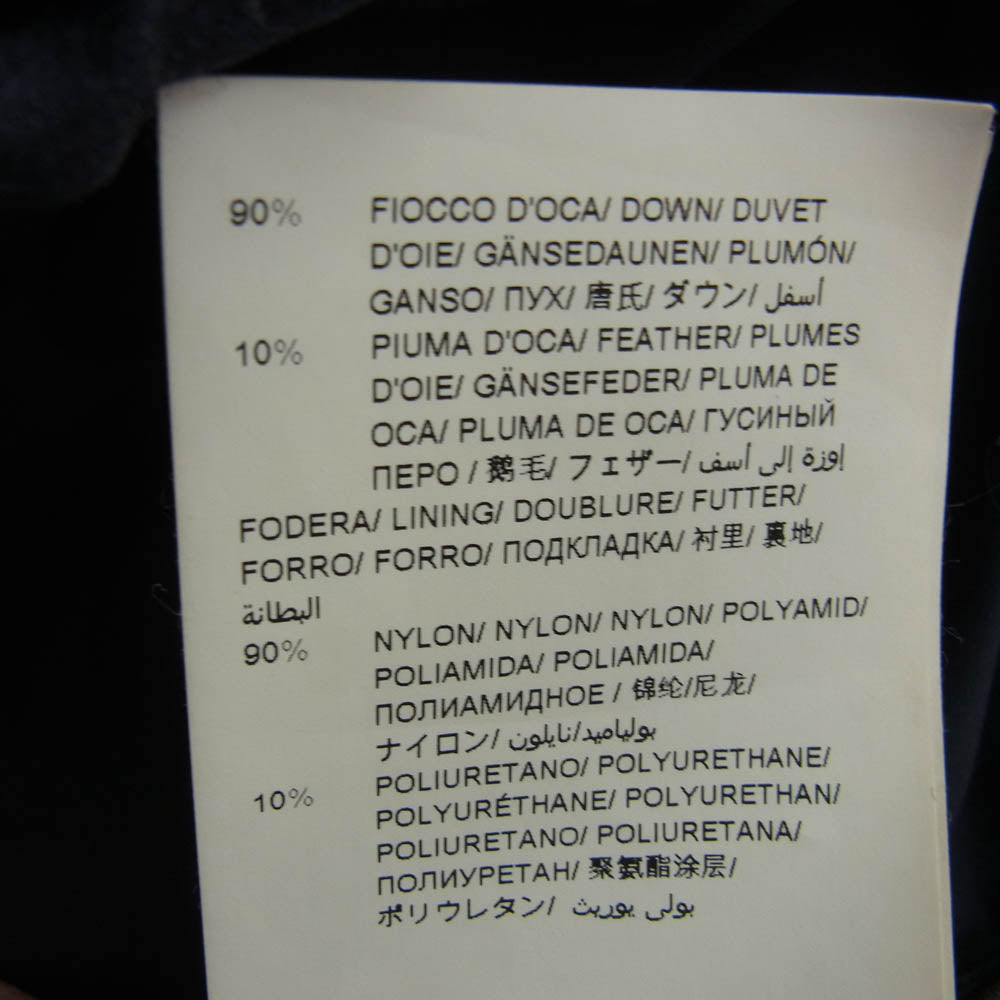 90% FIOCCO D'OCA/ DOWN/ DUVET
D'OIE/ GÄNSEDAUNEN/ PLUMÓN/
GANSO/ ПУХ/ 唐氏/ ダウン/ أسفل
10% PIUMA D'OCA/ FEATHER/ PLUMES
D'OIE/ GÄNSEFEDER/ PLUMA DE
OCA/ PLUMA DE OCA/ ГУСИНЫЙ
ПЕРО / 鹅毛/ フェザー/ إوزة إلى أسف
FODERA/ LINING/ DOUBLURE/ FUTTER/
FORRO/ FORRO/ ПОДКЛАДКА/ 衬里/ 裏地/
البطانة
90% NYLON/ NYLON/ NYLON/ POLYAMID/
POLIAMIDA/ POLIAMIDA/
ПОЛИАМИДНОЕ / 锦纶/尼龙/
ナイロン/ بولياميد/نايلون
10% POLIURETANO/ POLYURETHANE/
POLYURÉTHANE/ POLYURETHAN/
POLIURETANO/ POLIURETANA/
ПОЛИУРЕТАН/ 聚氨酯涂层/
ポリウレタン/ بولى يوريث